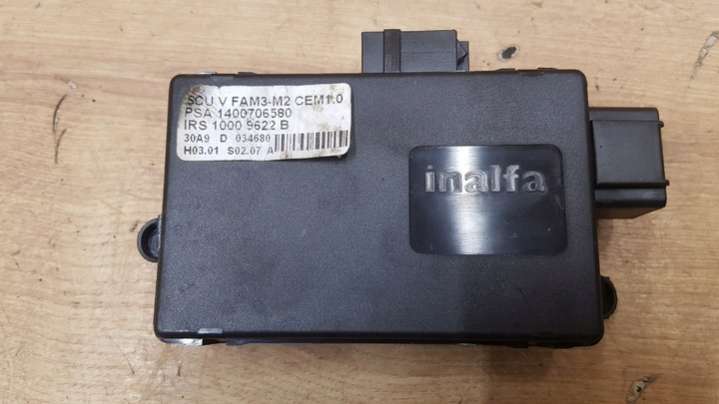 SCU V FAM3-M2 CEM1.0
PSA 1400706580
IRS 1000 9622 B
30A9 D 034680
H03.01 S02.07 A
inalfa